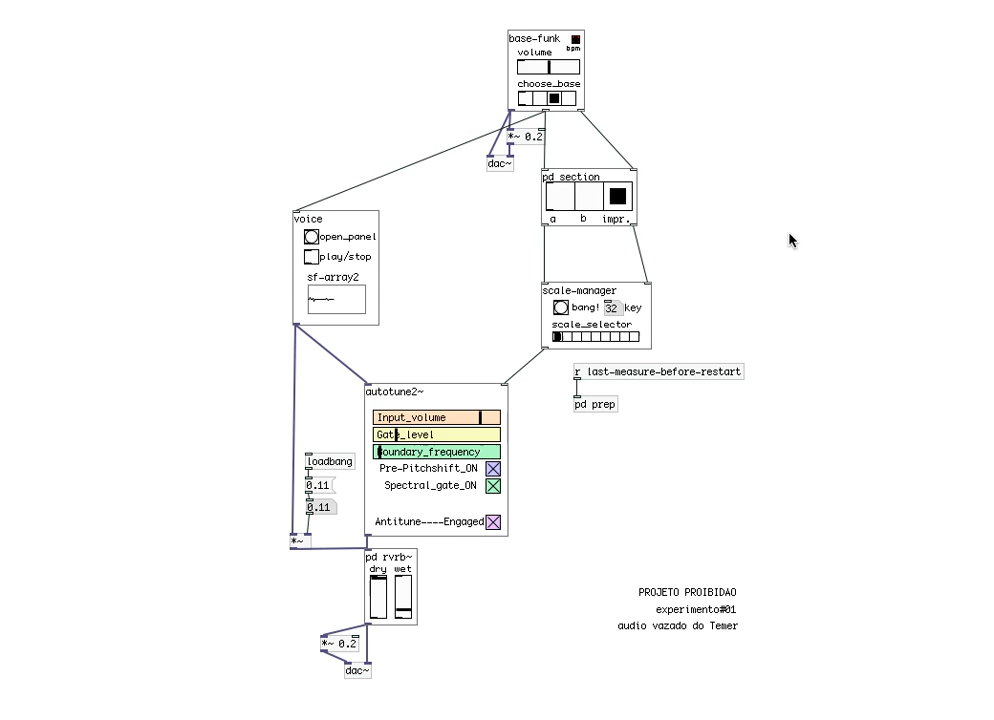 base-funk
bpm
volume
choose_base
*~ 0.2
dac~
pd section
a b impr.
voice
open_panel
play/stop
sf-array2
scale-manager
bang! 32 key
scale_selector
r last-measure-before-restart
pd prep
autotune2~
Input_volume
Gate_level
Boundary_frequency
Pre-Pitchshift_ON
Spectral_gate_ON
Antitune----Engaged
loadbang
0.11
0.11
*~
pd rvrb~
dry wet
*~ 0.2
dac~
PROJETO PROIBIDAO
experimento#01
audio vazado do Temer